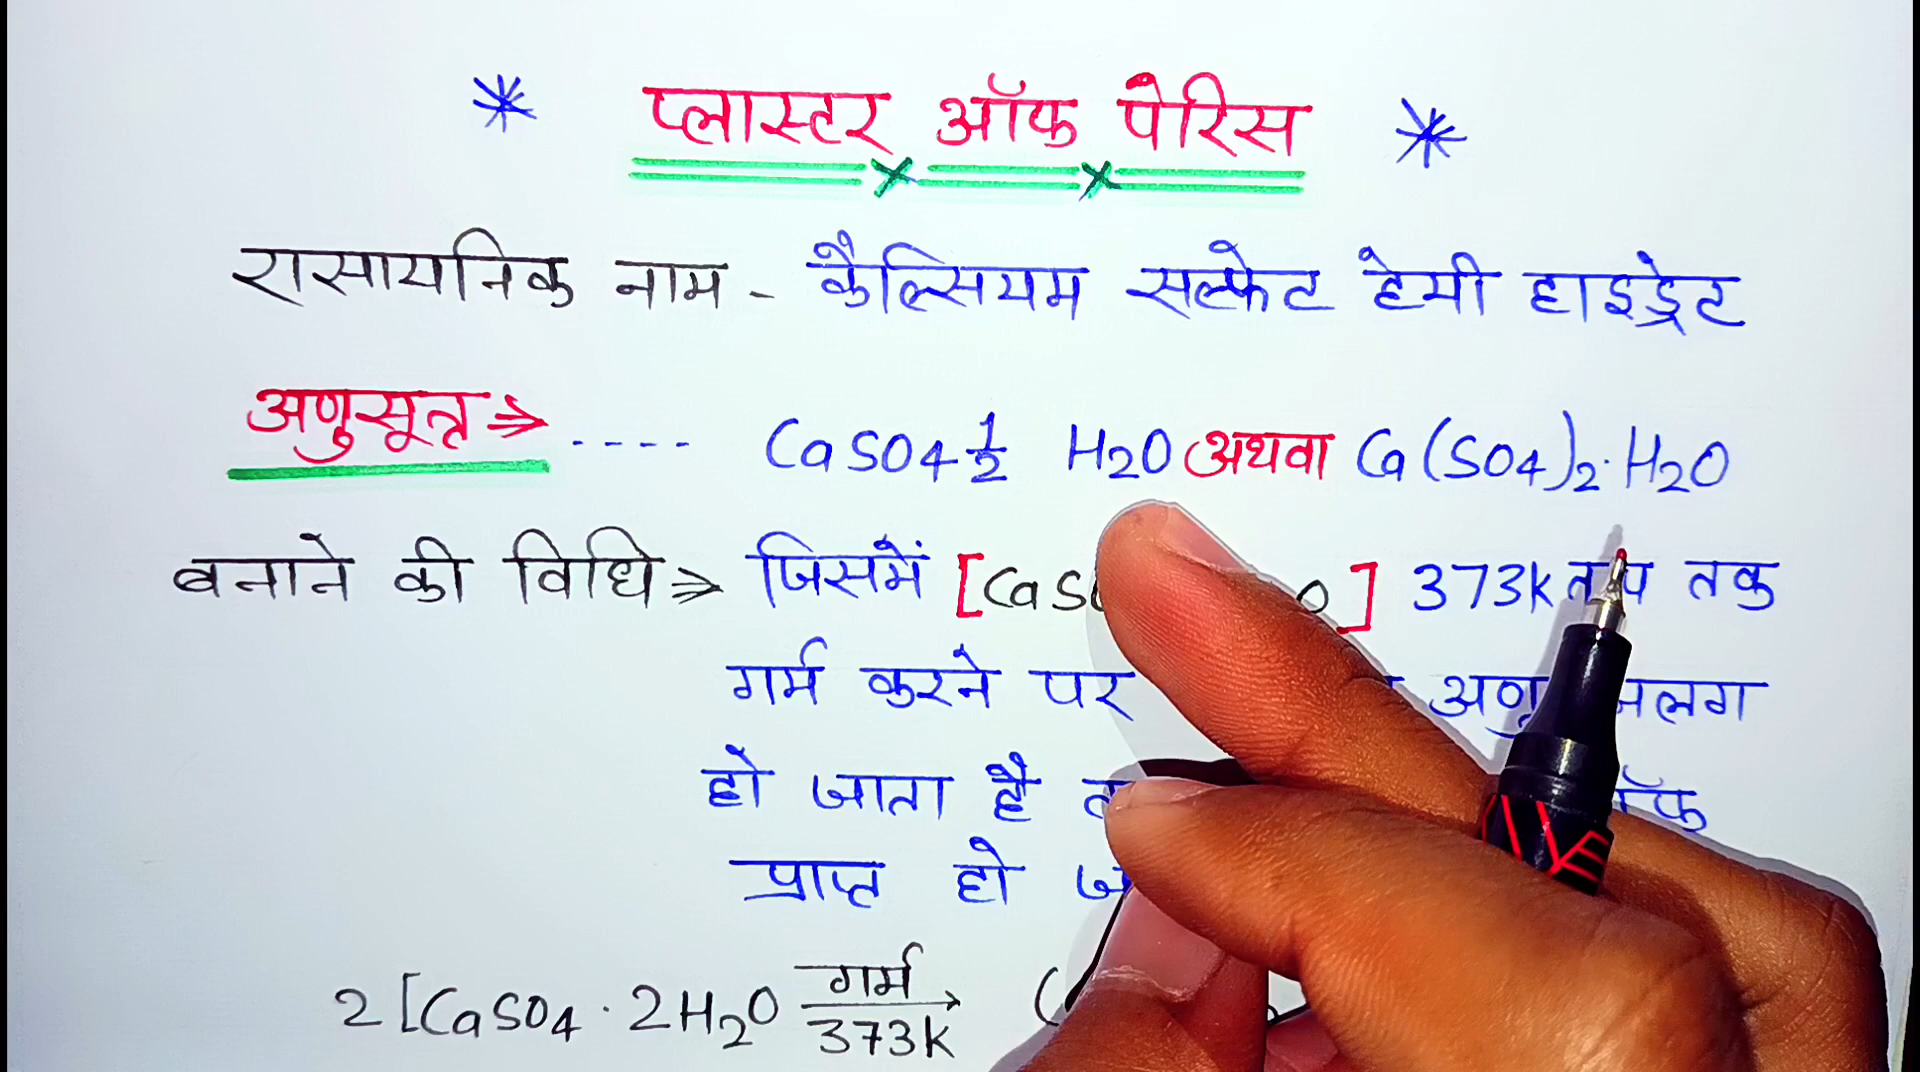 * प्लास्टर ऑफ पेरिस *
रासायनिक नाम - कैल्सियम सल्फेट हेमी हाइड्रेट
अणुसूत्र ⇒ ---- CaSO4 1/2 H2O अथवा Ca(SO4)2·H2O
बनाने की विधि ⇒ जिसमें [CaS O] 373k ताप तक
गर्म करने पर अणु अलग
हो जाता है ऑफ
प्राप्त हो
2 [CaSO4 · 2H2O गर्म 373k → (